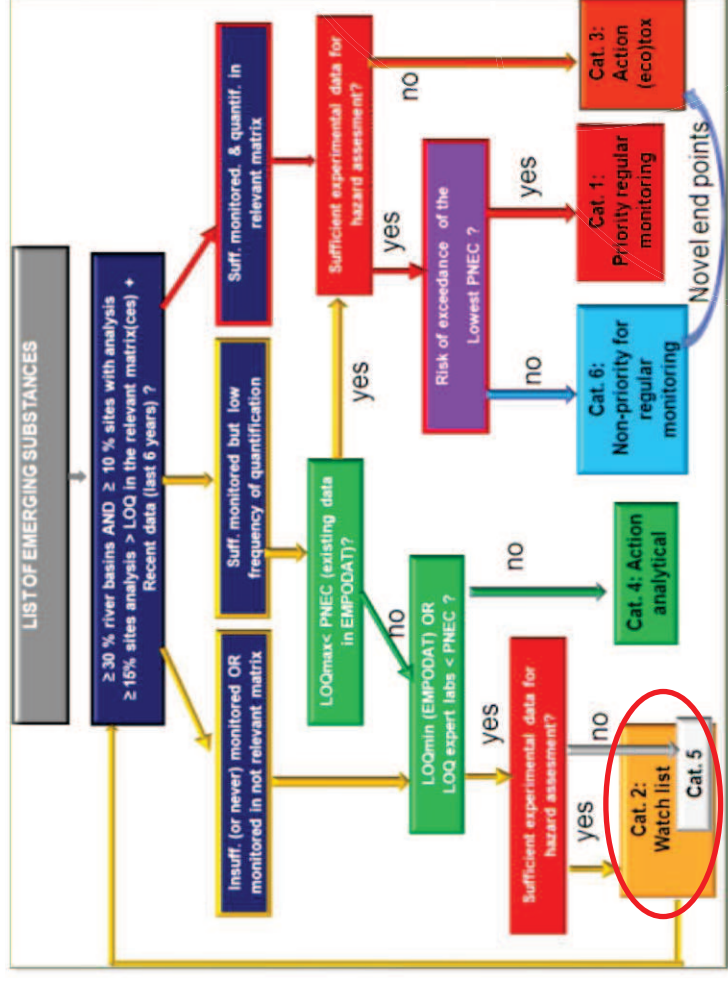 LIST OF EMERGING SUBSTANCES
≥ 30 % river basins AND ≥ 10 % sites with analysis
≥ 15% sites analysis > LOQ in the relevant matrix(ces) +
Recent data (last 6 years) ?
Insuff. (or never) monitored OR
monitored in not relevant matrix
Suff. monitored but low
frequency of quantification
Suff. monitored. & quantif. in
relevant matrix
LOQmax< PNEC (existing data
in EMPODAT)?
yes
no
Sufficient experimental data for
hazard assesment?
no
yes
LOQmin (EMPODAT) OR
LOQ expert labs < PNEC ?
yes
no
Risk of exceedance of the
Lowest PNEC ?
no
yes
Sufficient experimental data for
hazard assesment?
yes
no
Cat. 2:
Watch list
Cat. 5
Cat. 4: Action
analytical
Cat. 6:
Non-priority for
regular
monitoring
Cat. 1:
Priority regular
monitoring
Cat. 3:
Action
(eco)tox
Novel end points